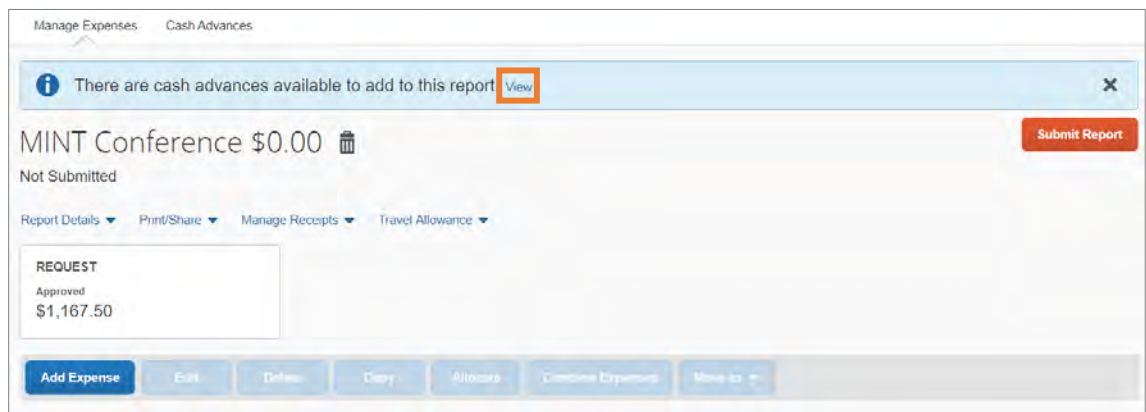 Manage Expenses Cash Advances
There are cash advances available to add to this report View
MINT Conference $0.00
Submit Report
Not Submitted
Report Details Print/Share Manage Receipts Travel Allowance
REQUEST
Approved
$1,167.50
Add Expense Edit Delete Copy Allocate Combine Expenses Move to